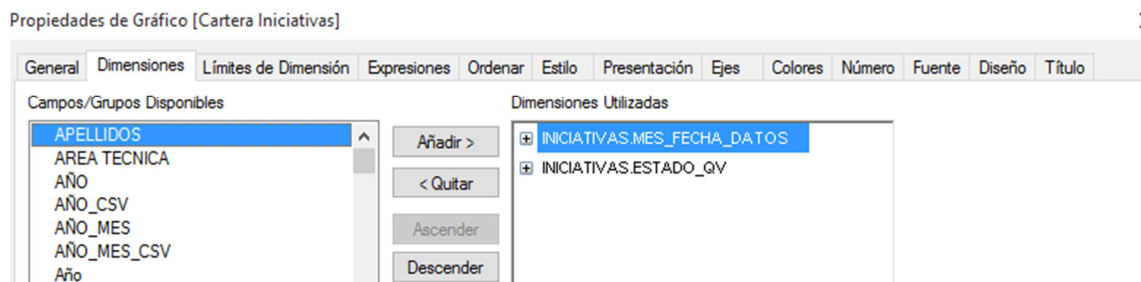 Propiedades de Gráfico [Cartera Iniciativas]
General Dimensiones Límites de Dimensión Expresiones Ordenar Estilo Presentación Ejes Colores Número Fuente Diseño Título
Campos/Grupos Disponibles
Dimensiones Utilizadas
APELLIDOS
AREA TECNICA
AÑO
AÑO_CSV
AÑO_MES
AÑO_MES_CSV
Año
Añadir >
< Quitar
Ascender
Descender
INICIATIVAS.MES_FECHA_DATOS
INICIATIVAS.ESTADO_QV